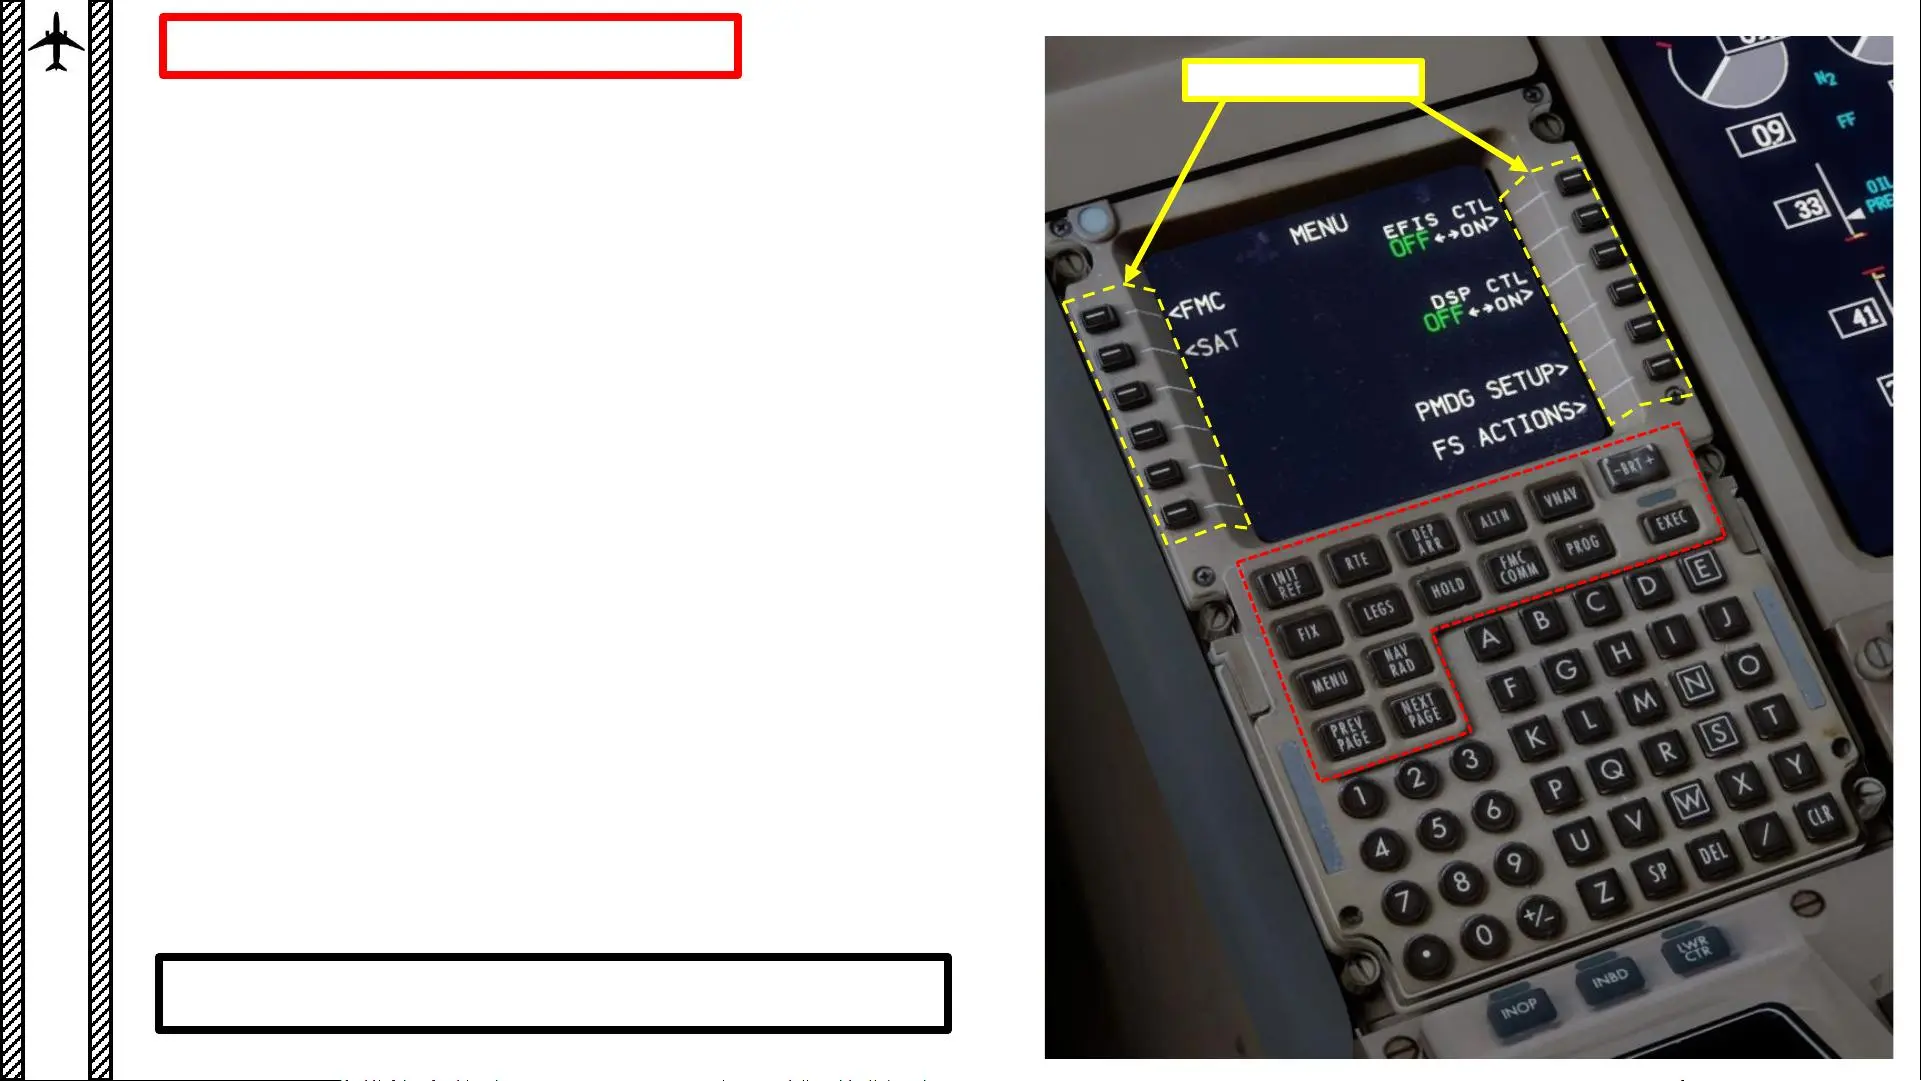 N2
FF
09
OIL
33
41
MENU
EFIS CTL
OFF←→ON>
<FMC
DSP CTL
OFF←→ON>
<SAT
PMDG SETUP>
FS ACTIONS>
-BRT+
INIT REF
RTE
DEP ARR
ALTN
VNAV
FIX
LEGS
HOLD
FMC COMM
PROG
EXEC
MENU
NAV RAD
PREV PAGE
NEXT PAGE
A B C D E
F G H I J
K L M N O
P Q R S T
U V W X Y
Z SP DEL / CLR
1 2 3
4 5 6
7 8 9
. 0 +/-
INOP
INBD
LWR CTR